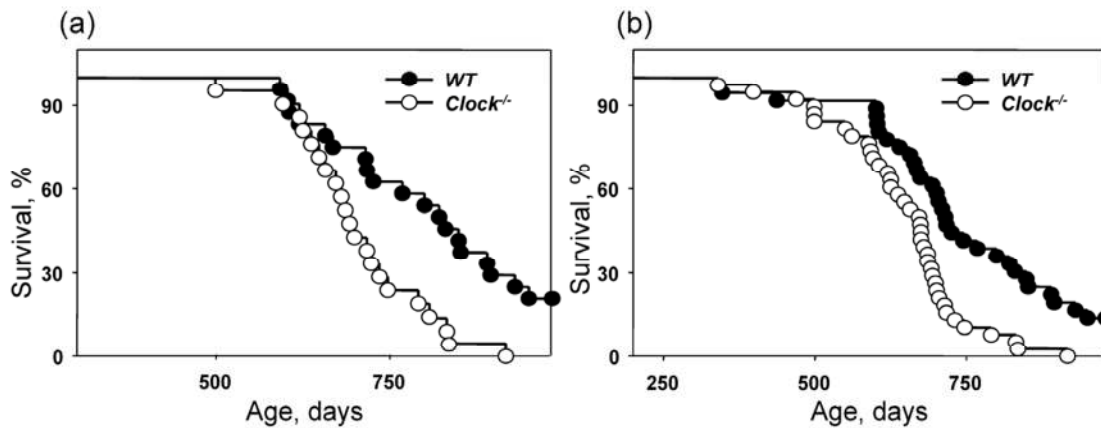 (a)
WT
Clock-/-
90
60
30
0
Survival, %
500
750
Age, days
(b)
WT
Clock-/-
90
60
30
0
Survival, %
250
500
750
Age, days